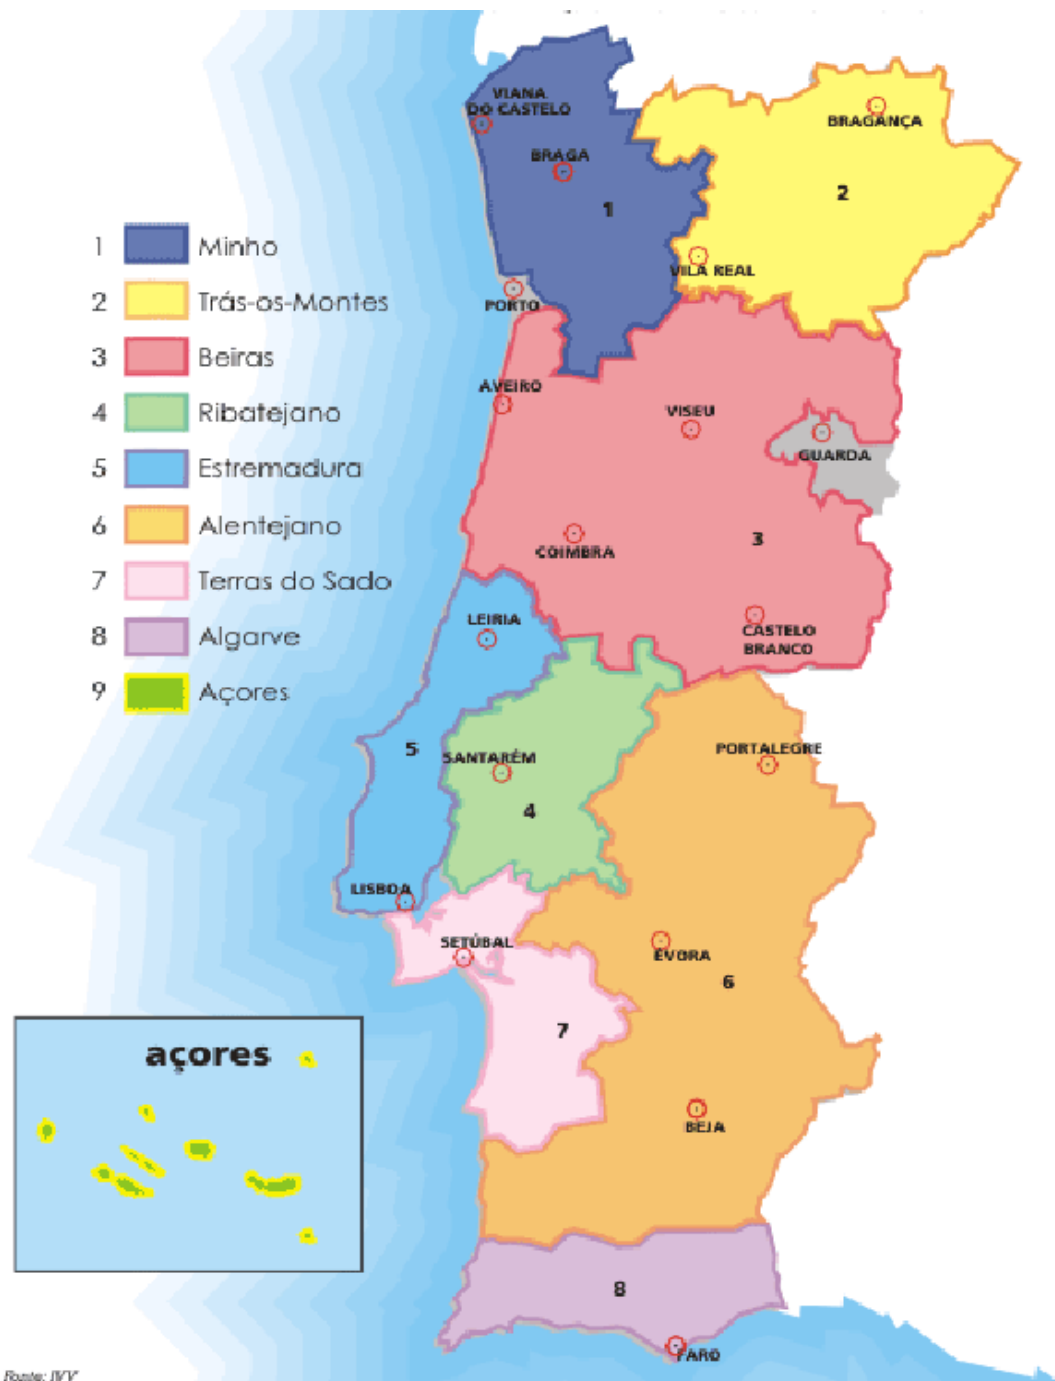 VIANA
DO CASTELO
BRAGA
1
BRAGANÇA
2
VILA REAL
PORTO
1 Minho
2 Trás-os-Montes
3 Beiras
4 Ribatejano
5 Estremadura
6 Alentejano
7 Terras do Sado
8 Algarve
9 Açores
AVEIRO
VISEU
GUARDA
COIMBRA
3
CASTELO
BRANCO
LEIRIA
5
SANTARÉM
4
PORTALEGRE
LISBOA
SETÚBAL
ÉVORA
6
7
BEJA
açores
8
FARO
Fonte: IVV